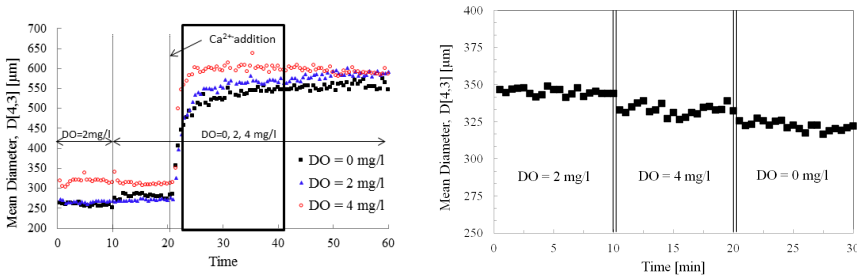 Mean Diameter, D[4,3] [µm]
700
650
600
550
500
450
400
350
300
250
200
Ca²⁺addition
DO=2mg/l
DO=0, 2, 4 mg/l
DO = 0 mg/l
DO = 2 mg/l
DO = 4 mg/l
0 10 20 30 40 50 60
Time
Mean Diameter, D[4,3] [µm]
400
375
350
325
300
275
250
DO = 2 mg/l DO = 4 mg/l DO = 0 mg/l
0 10 20 30
Time [min]